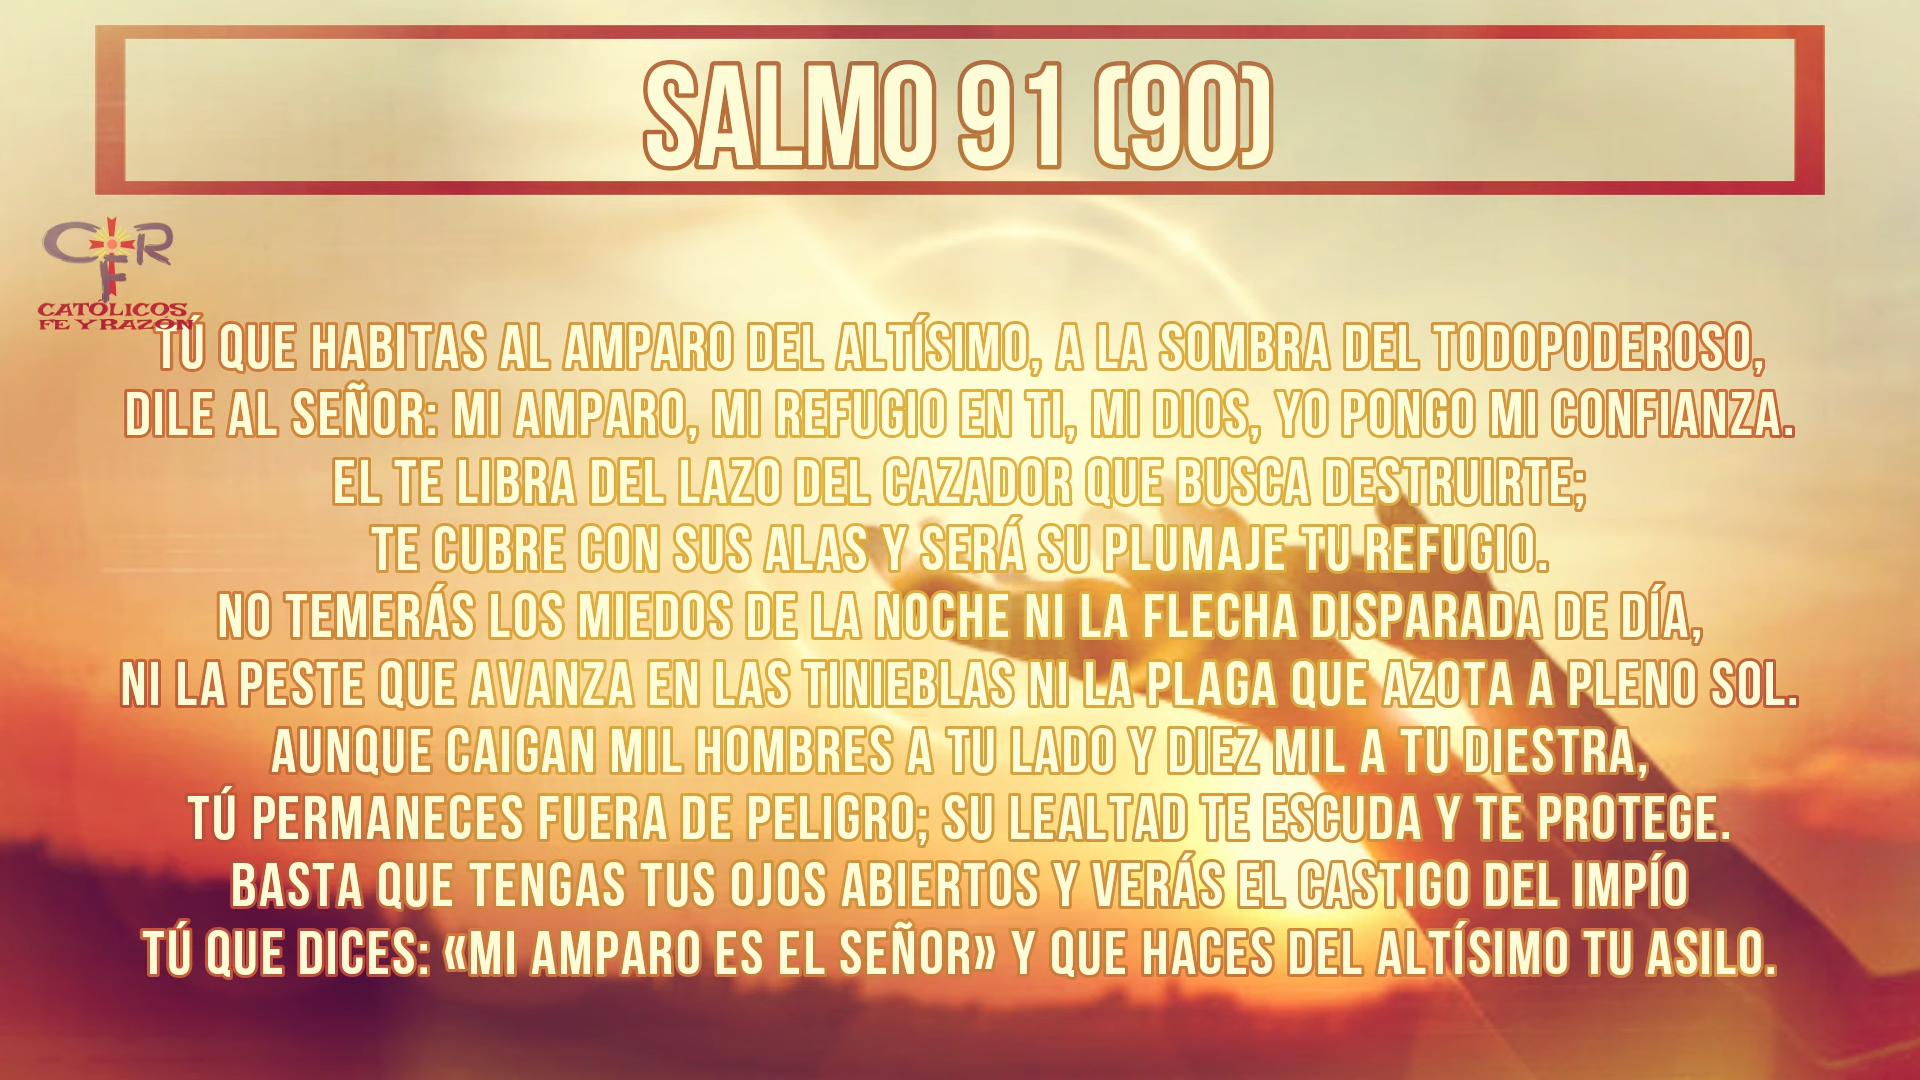 SALMO 91 (90)
CFR
CATÓLICOS
FE Y RAZÓN
TÚ QUE HABITAS AL AMPARO DEL ALTÍSIMO, A LA SOMBRA DEL TODOPODEROSO,
DILE AL SEÑOR: MI AMPARO, MI REFUGIO EN TI, MI DIOS, YO PONGO MI CONFIANZA.
EL TE LIBRA DEL LAZO DEL CAZADOR QUE BUSCA DESTRUIRTE;
TE CUBRE CON SUS ALAS Y SERÁ SU PLUMAJE TU REFUGIO.
NO TEMERÁS LOS MIEDOS DE LA NOCHE NI LA FLECHA DISPARADA DE DÍA,
NI LA PESTE QUE AVANZA EN LAS TINIEBLAS NI LA PLAGA QUE AZOTA A PLENO SOL.
AUNQUE CAIGAN MIL HOMBRES A TU LADO Y DIEZ MIL A TU DIESTRA,
TÚ PERMANECES FUERA DE PELIGRO; SU LEALTAD TE ESCUDA Y TE PROTEGE.
BASTA QUE TENGAS TUS OJOS ABIERTOS Y VERÁS EL CASTIGO DEL IMPÍO
TÚ QUE DICES: «MI AMPARO ES EL SEÑOR» Y QUE HACES DEL ALTÍSIMO TU ASILO.